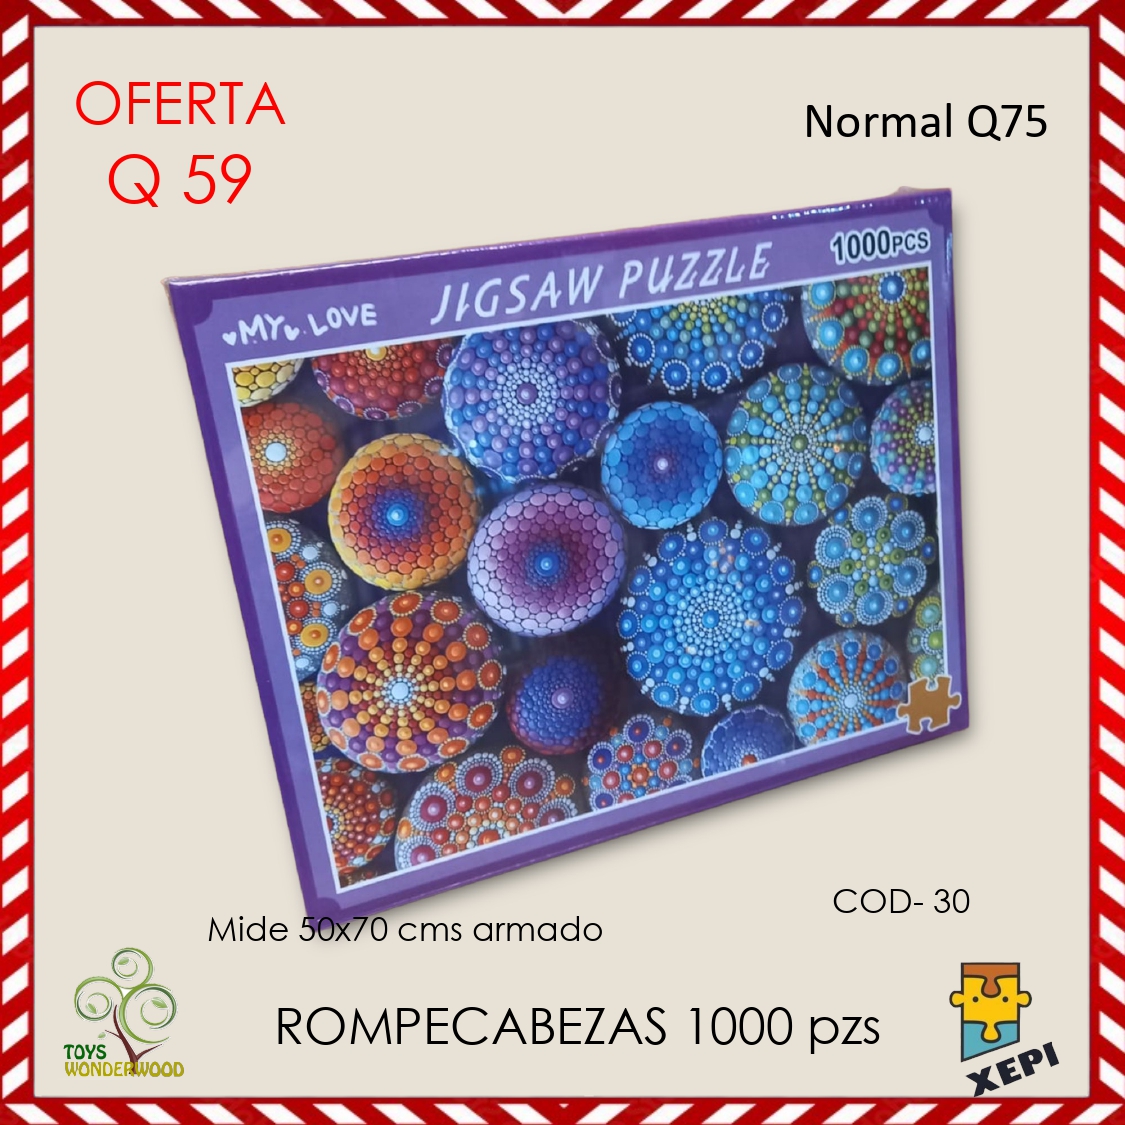 OFERTA
Q 59
Normal Q75
MY LOVE
JIGSAW PUZZLE
1000PCS
COD- 30
Mide 50x70 cms armado
ROMPECABEZAS 1000 pzs
TOYS
WONDERWOOD
XEPI